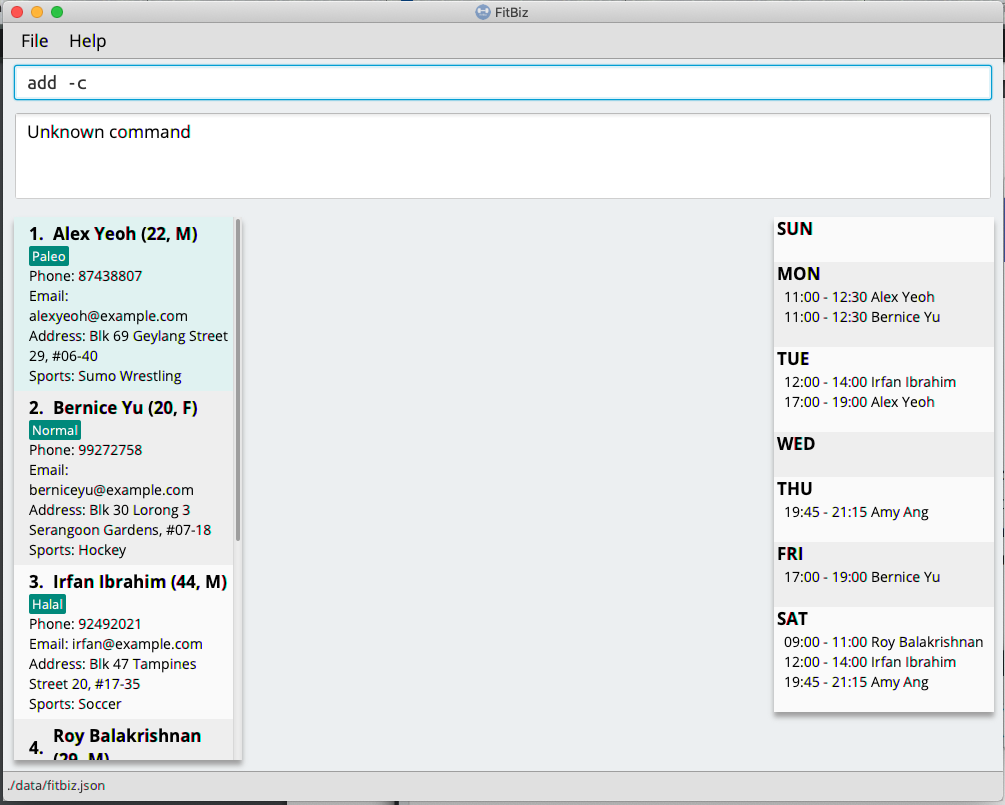 FitBiz
File Help
add -c
Unknown command
1. Alex Yeoh (22, M)
Paleo
Phone: 87438807
Email:
alexyeoh@example.com
Address: Blk 69 Geylang Street
29, #06-40
Sports: Sumo Wrestling
2. Bernice Yu (20, F)
Normal
Phone: 99272758
Email:
berniceyu@example.com
Address: Blk 30 Lorong 3
Serangoon Gardens, #07-18
Sports: Hockey
3. Irfan Ibrahim (44, M)
Halal
Phone: 92492021
Email: irfan@example.com
Address: Blk 47 Tampines
Street 20, #17-35
Sports: Soccer
4. Roy Balakrishnan
(29, M)
SUN
MON
11:00 - 12:30 Alex Yeoh
11:00 - 12:30 Bernice Yu
TUE
12:00 - 14:00 Irfan Ibrahim
17:00 - 19:00 Alex Yeoh
WED
THU
19:45 - 21:15 Amy Ang
FRI
17:00 - 19:00 Bernice Yu
SAT
09:00 - 11:00 Roy Balakrishnan
12:00 - 14:00 Irfan Ibrahim
19:45 - 21:15 Amy Ang
./data/fitbiz.json